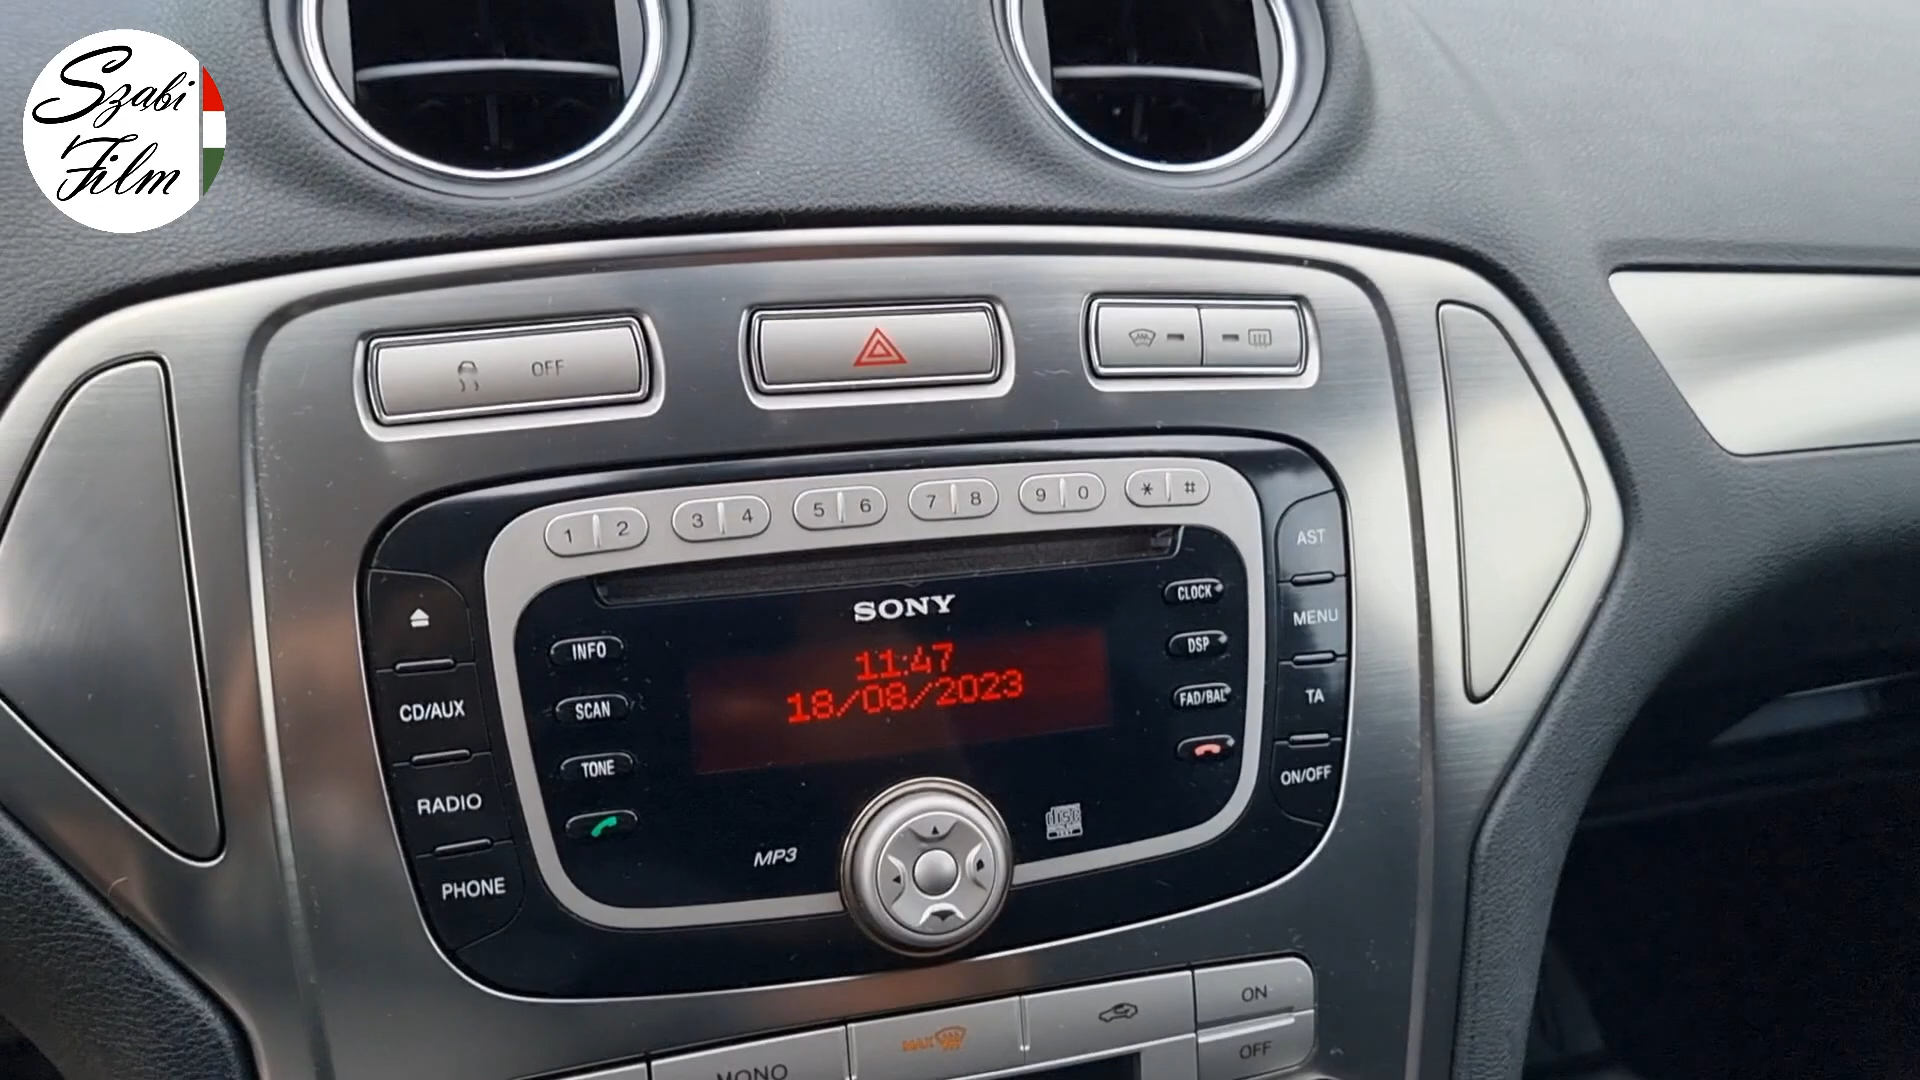 Szabi
Film
OFF
1 2 3 4 5 6 7 8 9 0 * #
SONY
11:47
18/08/2023
INFO
SCAN
TONE
MP3
CLOCK
DSP
FAD/BAL
disc
CD/AUX
RADIO
PHONE
AST
MENU
TA
ON/OFF
MONO
MAX
ON
OFF